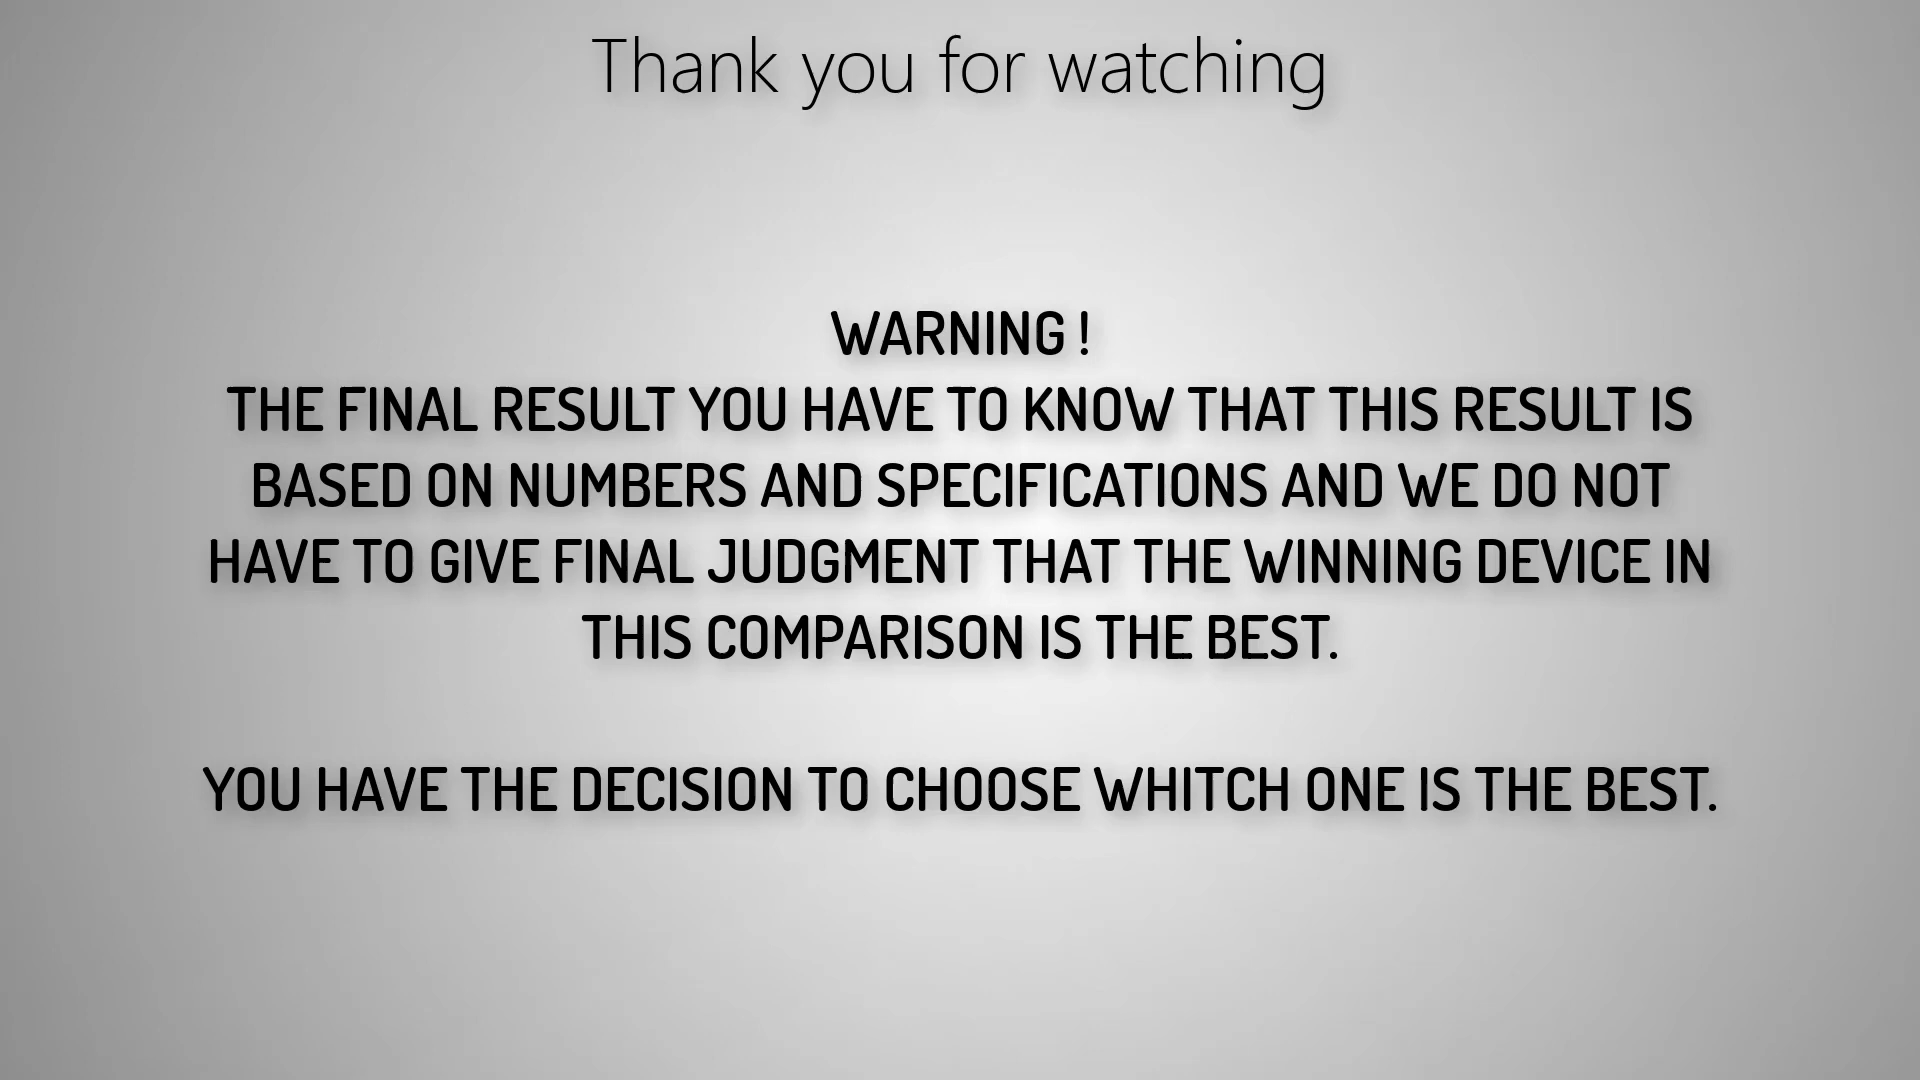 Thank you for watching
WARNING !
THE FINAL RESULT YOU HAVE TO KNOW THAT THIS RESULT IS
BASED ON NUMBERS AND SPECIFICATIONS AND WE DO NOT
HAVE TO GIVE FINAL JUDGMENT THAT THE WINNING DEVICE IN
THIS COMPARISON IS THE BEST.
YOU HAVE THE DECISION TO CHOOSE WHITCH ONE IS THE BEST.